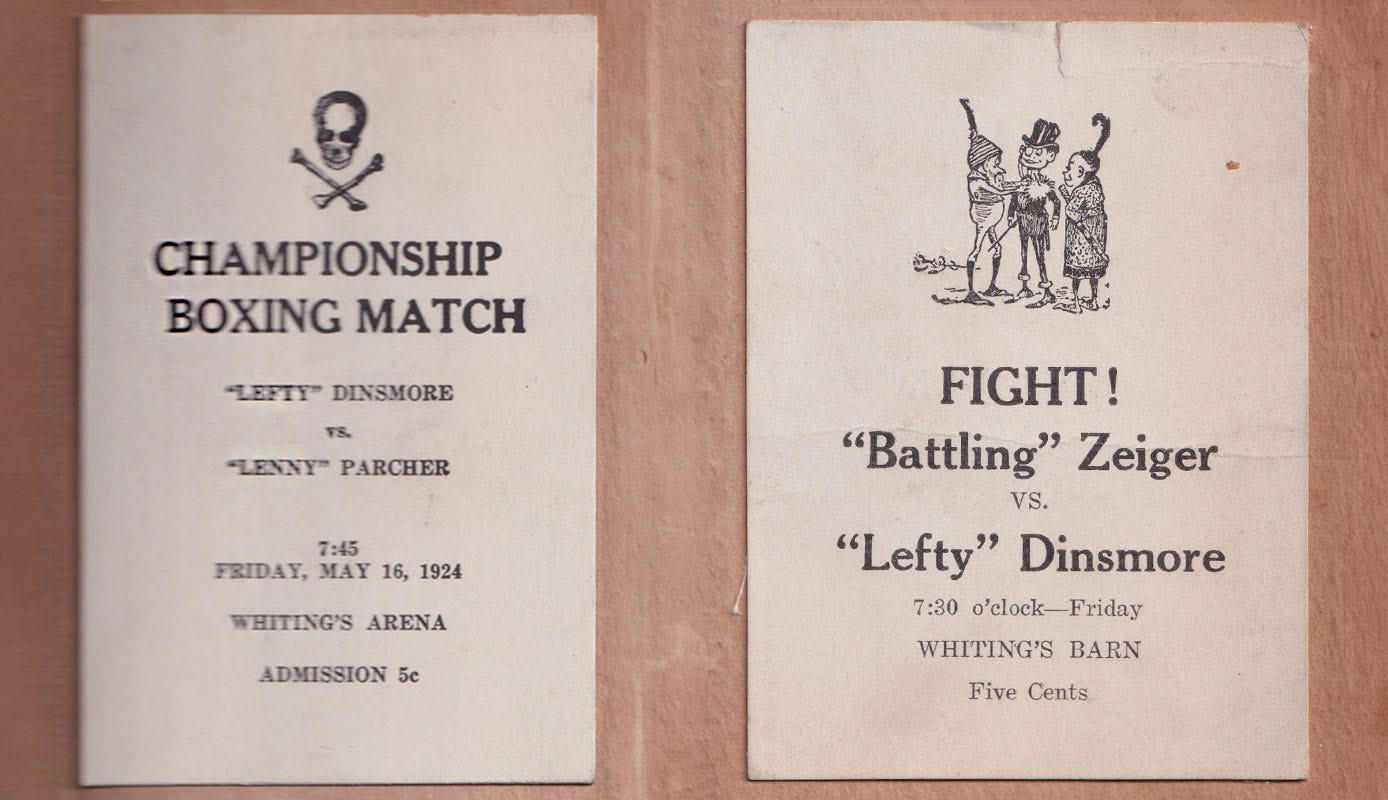 CHAMPIONSHIP
BOXING MATCH
"LEFTY" DINSMORE
vs.
"LENNY" PARCHER
7:45
FRIDAY, MAY 16, 1924
WHITING'S ARENA
ADMISSION 5c
FIGHT!
"Battling" Zeiger
VS.
"Lefty" Dinsmore
7:30 o'clock—Friday
WHITING'S BARN
Five Cents